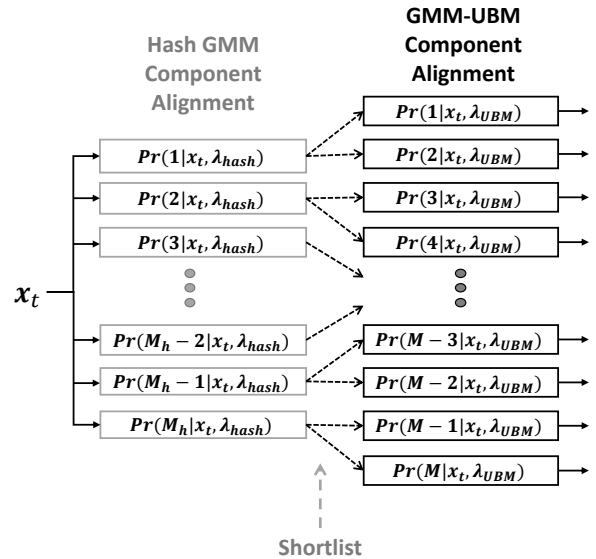 GMM-UBM
Component
Alignment
Hash GMM
Component
Alignment
Pr(1|x_t, λ_UBM)
Pr(1|x_t, λ_hash)
Pr(2|x_t, λ_UBM)
Pr(2|x_t, λ_hash)
Pr(3|x_t, λ_UBM)
Pr(3|x_t, λ_hash)
Pr(4|x_t, λ_UBM)
x_t
Pr(M_h − 2|x_t, λ_hash)
Pr(M − 3|x_t, λ_UBM)
Pr(M_h − 1|x_t, λ_hash)
Pr(M − 2|x_t, λ_UBM)
Pr(M_h|x_t, λ_hash)
Pr(M − 1|x_t, λ_UBM)
Pr(M|x_t, λ_UBM)
Shortlist